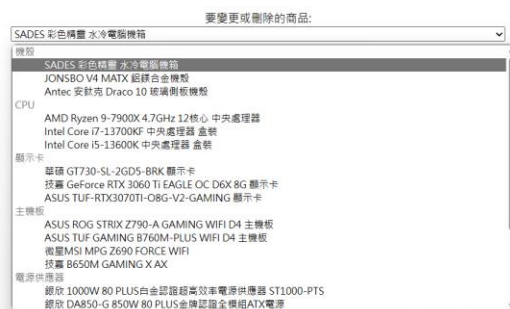 要變更或刪除的商品:
SADES 彩色精靈 水冷電腦機箱
機殼
SADES 彩色精靈 水冷電腦機箱
JONSBO V4 MATX 鋁鎂合金機殼
Antec 安鈦克 Draco 10 玻璃側板機殼
CPU
AMD Ryzen 9-7900X 4.7GHz 12核心 中央處理器
Intel Core i7-13700KF 中央處理器 盒裝
Intel Core i5-13600K 中央處理器 盒裝
顯示卡
華碩 GT730-SL-2GD5-BRK 顯示卡
技嘉 GeForce RTX 3060 Ti EAGLE OC D6X 8G 顯示卡
ASUS TUF-RTX3070TI-O8G-V2-GAMING 顯示卡
主機板
ASUS ROG STRIX Z790-A GAMING WIFI D4 主機板
ASUS TUF GAMING B760M-PLUS WIFI D4 主機板
微星MSI MPG Z690 FORCE WIFI
技嘉 B650M GAMING X AX
電源供應器
銀欣 1000W 80 PLUS白金認證超高效率電源供應器 ST1000-PTS
銀欣 DA850-G 850W 80 PLUS金牌認證全模組ATX電源